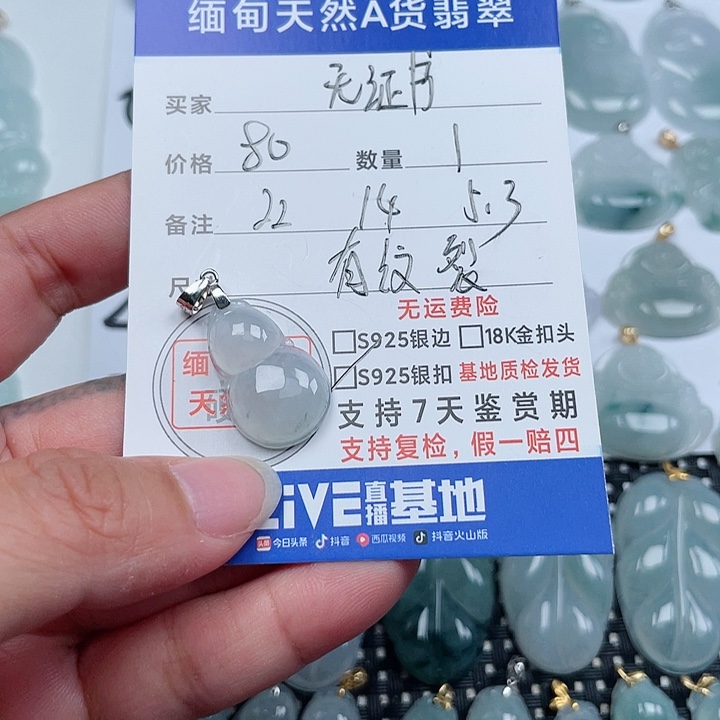 缅甸天然A货翡翠
买家 无证书
价格 80 数量 1
备注 22 14 5.3
尺 有纹裂
无运费险
S925银边 18K金扣头
S925银扣 基地质检发货
缅
天
支持7天鉴赏期
支持复检，假一赔四
LiVE直播基地
头条 今日头条 抖音 西瓜视频 抖音火山版